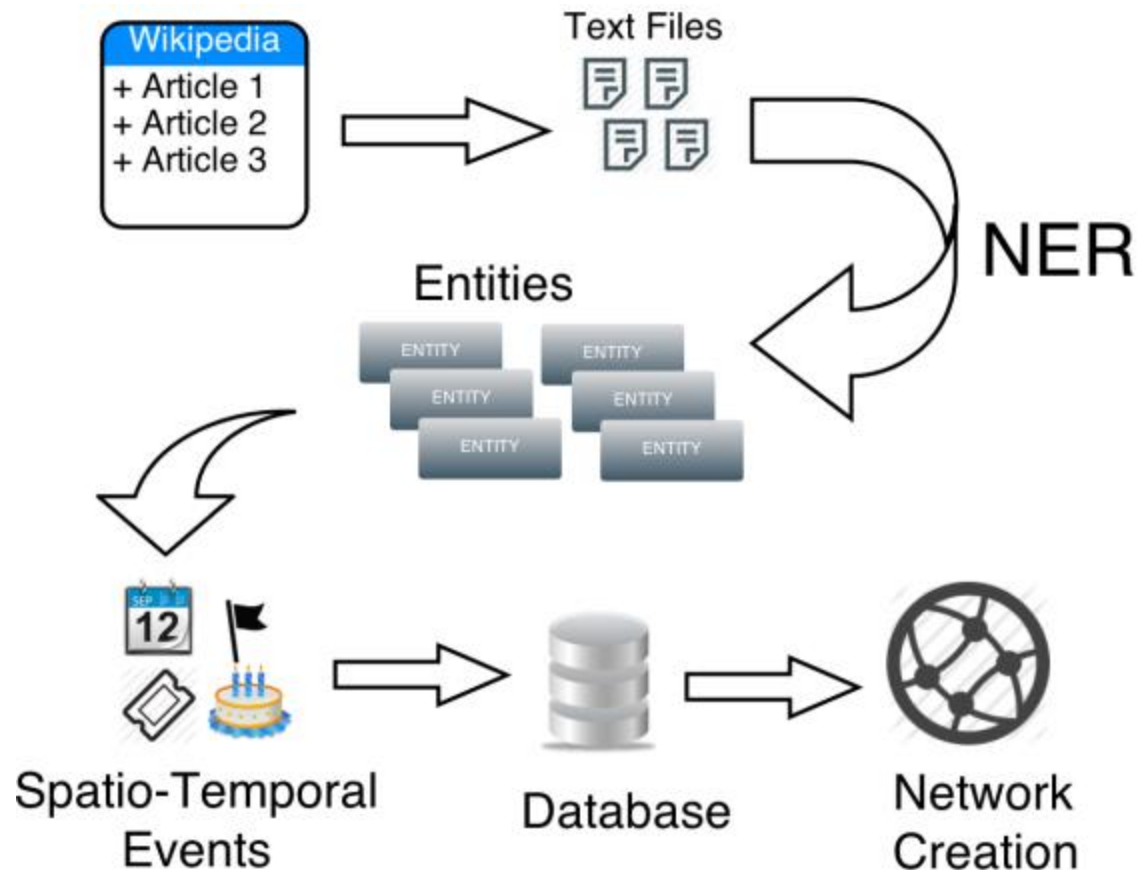 Wikipedia
+ Article 1
+ Article 2
+ Article 3
Text Files
NER
Entities
ENTITY
ENTITY
ENTITY
ENTITY
ENTITY
ENTITY
SEP
12
Spatio-Temporal
Events
Database
Network
Creation